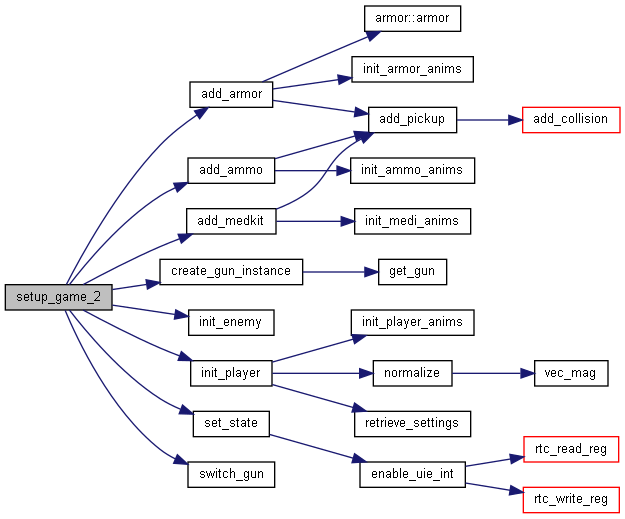 armor::armor
init_armor_anims
add_armor
add_pickup
add_collision
add_ammo
init_ammo_anims
add_medkit
init_medi_anims
create_gun_instance
get_gun
setup_game_2
init_enemy
init_player_anims
init_player
normalize
vec_mag
set_state
retrieve_settings
rtc_read_reg
switch_gun
enable_uie_int
rtc_write_reg